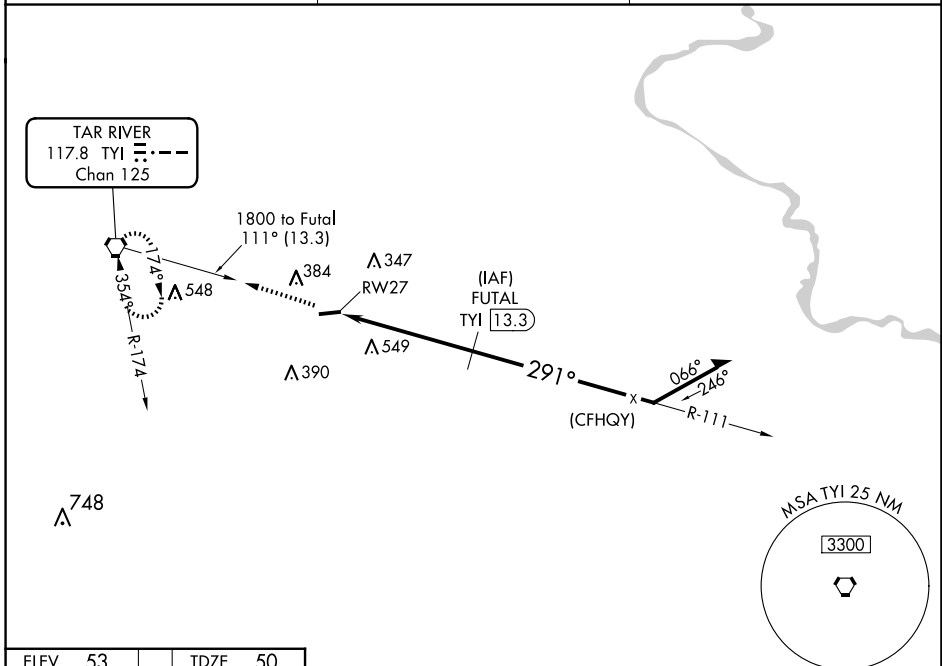 TAR RIVER
117.8 TYI
Chan 125
1800 to Futal
111° (13.3)
384
347
RW27
(IAF)
FUTAL
TYI 13.3
174°
548
354°
R-174
549
390
291°
066°
246°
(CFHQY)
R-111
748
MSA TYI 25 NM
3300
ELEV 53 TDZE 50